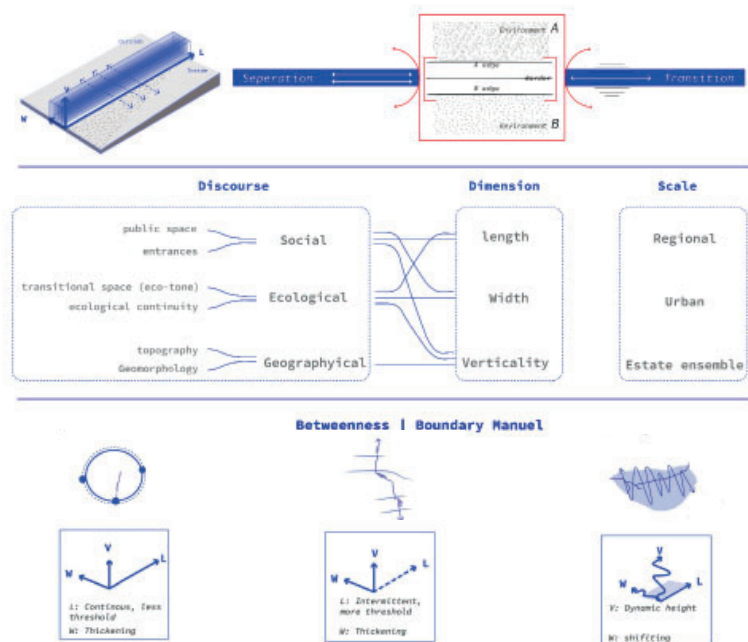 Outside
L
Inside
V
W
Seperation
Environment A
A edge
Border
B edge
Environment B
Transition
Discourse
Dimension
Scale
public space
entrances
Social
transitional space (eco-tone)
ecological continuity
Ecological
topography
Geomorphology
Geographyical
length
Width
Verticality
Regional
Urban
Estate ensemble
Betweenness | Boundary Manuel
V
L
W
L: Continous, less
threshold
W: Thickening
V
L
W
L: Intermittent,
more threshold
W: Thickening
V
L
W
V: Dynamic height
W: shifting